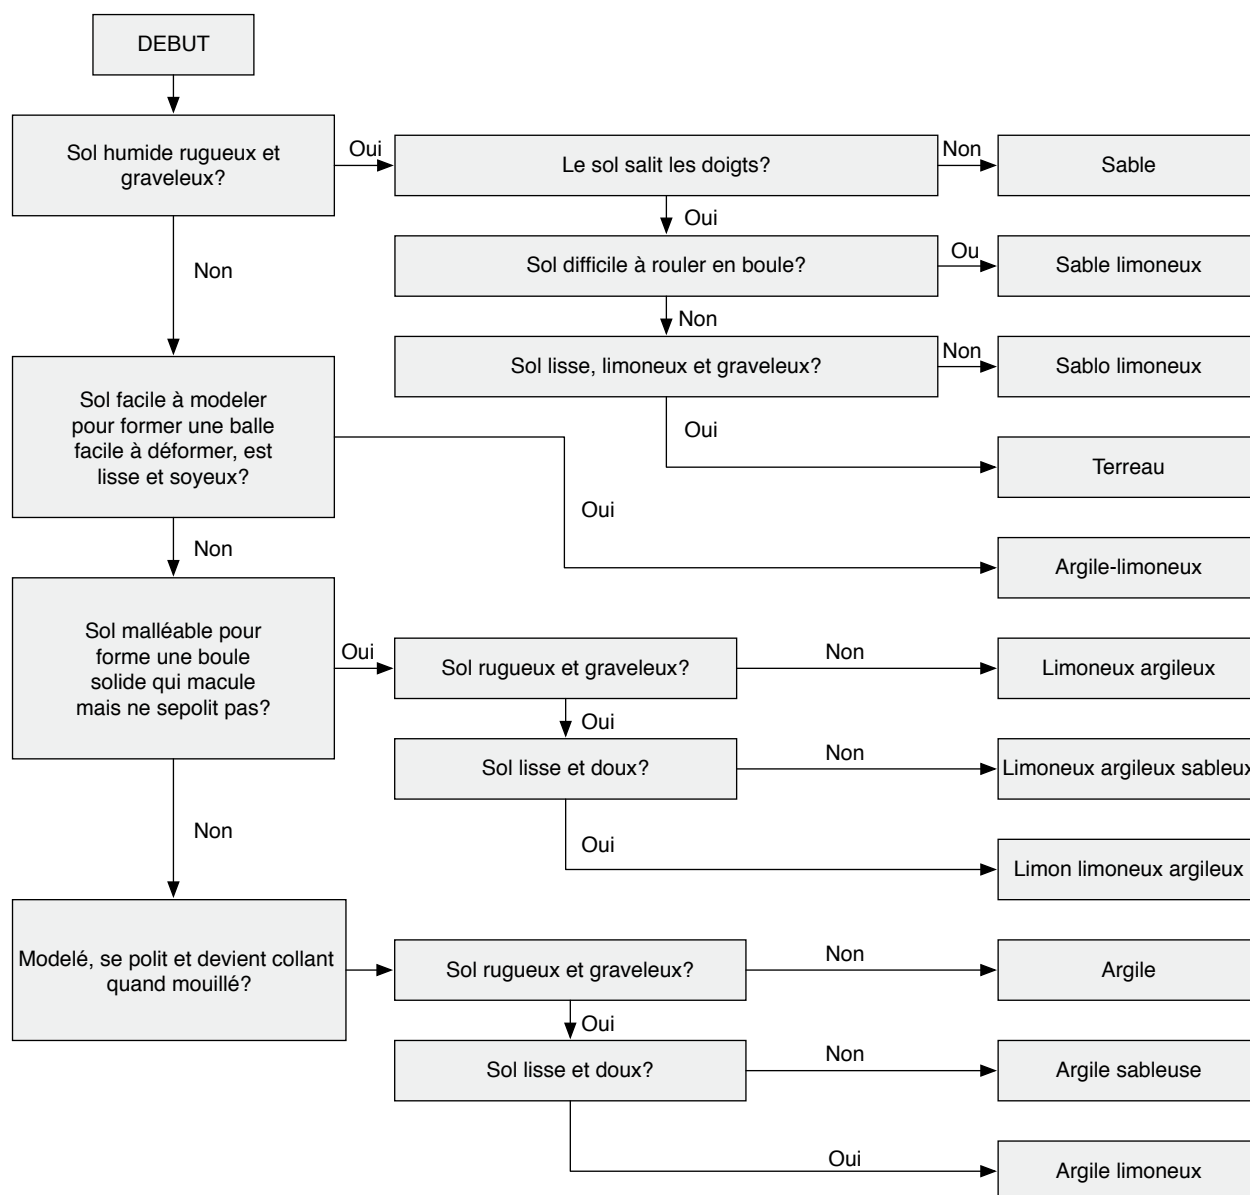 DEBUT
Sol humide rugueux et
graveleux?
Oui
Le sol salit les doigts?
Non
Sable
Oui
Sol difficile à rouler en boule?
Ou
Sable limoneux
Non
Non
Sol lisse, limoneux et graveleux?
Non
Sablo limoneux
Oui
Terreau
Sol facile à modeler
pour former une balle
facile à déformer, est
lisse et soyeux?
Oui
Argile-limoneux
Non
Sol malléable pour
forme une boule
solide qui macule
mais ne sepolit pas?
Oui
Sol rugueux et graveleux?
Non
Limoneux argileux
Oui
Sol lisse et doux?
Non
Limoneux argileux sableux
Oui
Limon limoneux argileux
Non
Modelé, se polit et devient collant
quand mouillé?
Sol rugueux et graveleux?
Non
Argile
Oui
Sol lisse et doux?
Non
Argile sableuse
Oui
Argile limoneux